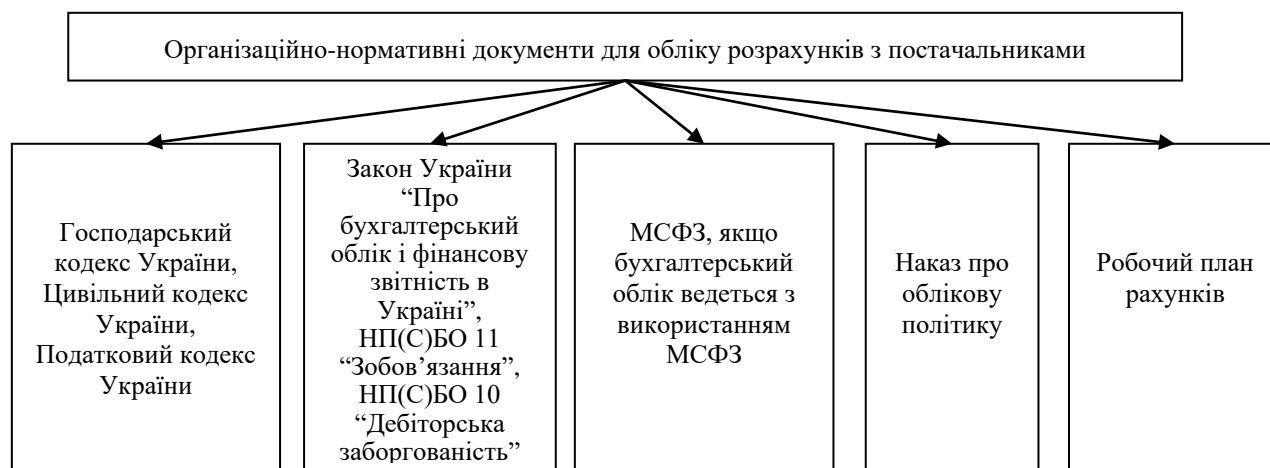 Організаційно-нормативні документи для обліку розрахунків з постачальниками
Господарський
кодекс України,
Цивільний кодекс
України,
Податковий кодекс
України
Закон України
“Про
бухгалтерський
облік і фінансову
звітність в
Україні”,
НП(С)БО 11
“Зобов’язання”,
НП(С)БО 10
“Дебіторська
заборгованість”
МСФЗ, якщо
бухгалтерський
облік ведеться з
використанням
МСФЗ
Наказ про
облікову
політику
Робочий план
рахунків